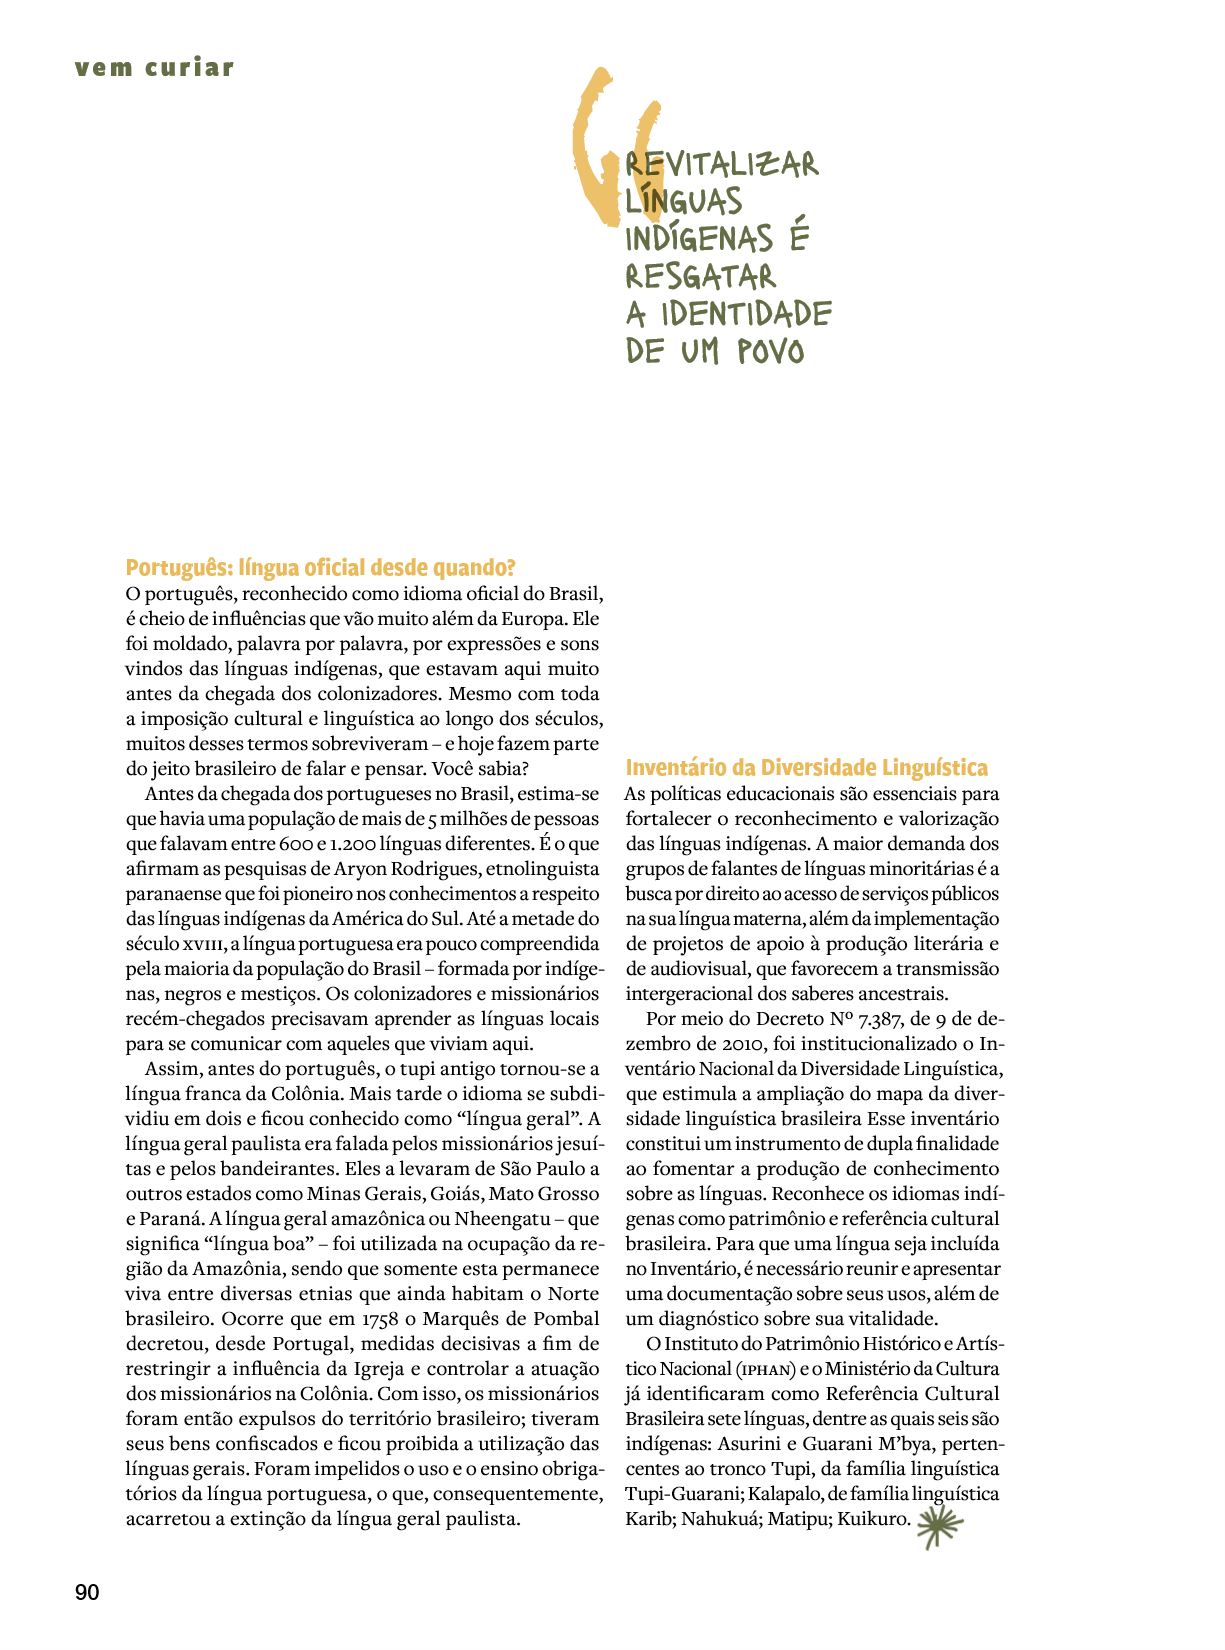 vem curiar
REVITALIZAR
LÍNGUAS
INDÍGENAS É
RESGATAR
A IDENTIDADE
DE UM POVO
Português: língua oficial desde quando?
O português, reconhecido como idioma oficial do Brasil,
é cheio de influências que vão muito além da Europa. Ele
foi moldado, palavra por palavra, por expressões e sons
vindos das línguas indígenas, que estavam aqui muito
antes da chegada dos colonizadores. Mesmo com toda
a imposição cultural e linguística ao longo dos séculos,
muitos desses termos sobreviveram – e hoje fazem parte
do jeito brasileiro de falar e pensar. Você sabia?
Antes da chegada dos portugueses no Brasil, estima-se
que havia uma população de mais de 5 milhões de pessoas
que falavam entre 600 e 1.200 línguas diferentes. É o que
afirmam as pesquisas de Aryon Rodrigues, etnolinguista
paranaense que foi pioneiro nos conhecimentos a respeito
das línguas indígenas da América do Sul. Até a metade do
século XVIII, a língua portuguesa era pouco compreendida
pela maioria da população do Brasil – formada por indíge-
nas, negros e mestiços. Os colonizadores e missionários
recém-chegados precisavam aprender as línguas locais
para se comunicar com aqueles que viviam aqui.
Assim, antes do português, o tupi antigo tornou-se a
língua franca da Colônia. Mais tarde o idioma se subdi-
vidiu em dois e ficou conhecido como “língua geral”. A
língua geral paulista era falada pelos missionários jesuí-
tas e pelos bandeirantes. Eles a levaram de São Paulo a
outros estados como Minas Gerais, Goiás, Mato Grosso
e Paraná. A língua geral amazônica ou Nheengatu – que
significa “língua boa” – foi utilizada na ocupação da re-
gião da Amazônia, sendo que somente esta permanece
viva entre diversas etnias que ainda habitam o Norte
brasileiro. Ocorre que em 1758 o Marquês de Pombal
decretou, desde Portugal, medidas decisivas a fim de
restringir a influência da Igreja e controlar a atuação
dos missionários na Colônia. Com isso, os missionários
foram então expulsos do território brasileiro; tiveram
seus bens confiscados e ficou proibida a utilização das
línguas gerais. Foram impelidos o uso e o ensino obriga-
tórios da língua portuguesa, o que, consequentemente,
acarretou a extinção da língua geral paulista.
Inventário da Diversidade Linguística
As políticas educacionais são essenciais para
fortalecer o reconhecimento e valorização
das línguas indígenas. A maior demanda dos
grupos de falantes de línguas minoritárias é a
busca por direito ao acesso de serviços públicos
na sua língua materna, além da implementação
de projetos de apoio à produção literária e
de audiovisual, que favorecem a transmissão
intergeracional dos saberes ancestrais.
Por meio do Decreto Nº 7.387, de 9 de de-
zembro de 2010, foi institucionalizado o In-
ventário Nacional da Diversidade Linguística,
que estimula a ampliação do mapa da diver-
sidade linguística brasileira Esse inventário
constitui um instrumento de dupla finalidade
ao fomentar a produção de conhecimento
sobre as línguas. Reconhece os idiomas indí-
genas como patrimônio e referência cultural
brasileira. Para que uma língua seja incluída
no Inventário, é necessário reunir e apresentar
uma documentação sobre seus usos, além de
um diagnóstico sobre sua vitalidade.
O Instituto do Patrimônio Histórico e Artís-
tico Nacional (IPHAN) e o Ministério da Cultura
já identificaram como Referência Cultural
Brasileira sete línguas, dentre as quais seis são
indígenas: Asurini e Guarani M’bya, perten-
centes ao tronco Tupi, da família linguística
Tupi-Guarani; Kalapalo, de família linguística
Karib; Nahukuá; Matipu; Kuikuro.
90